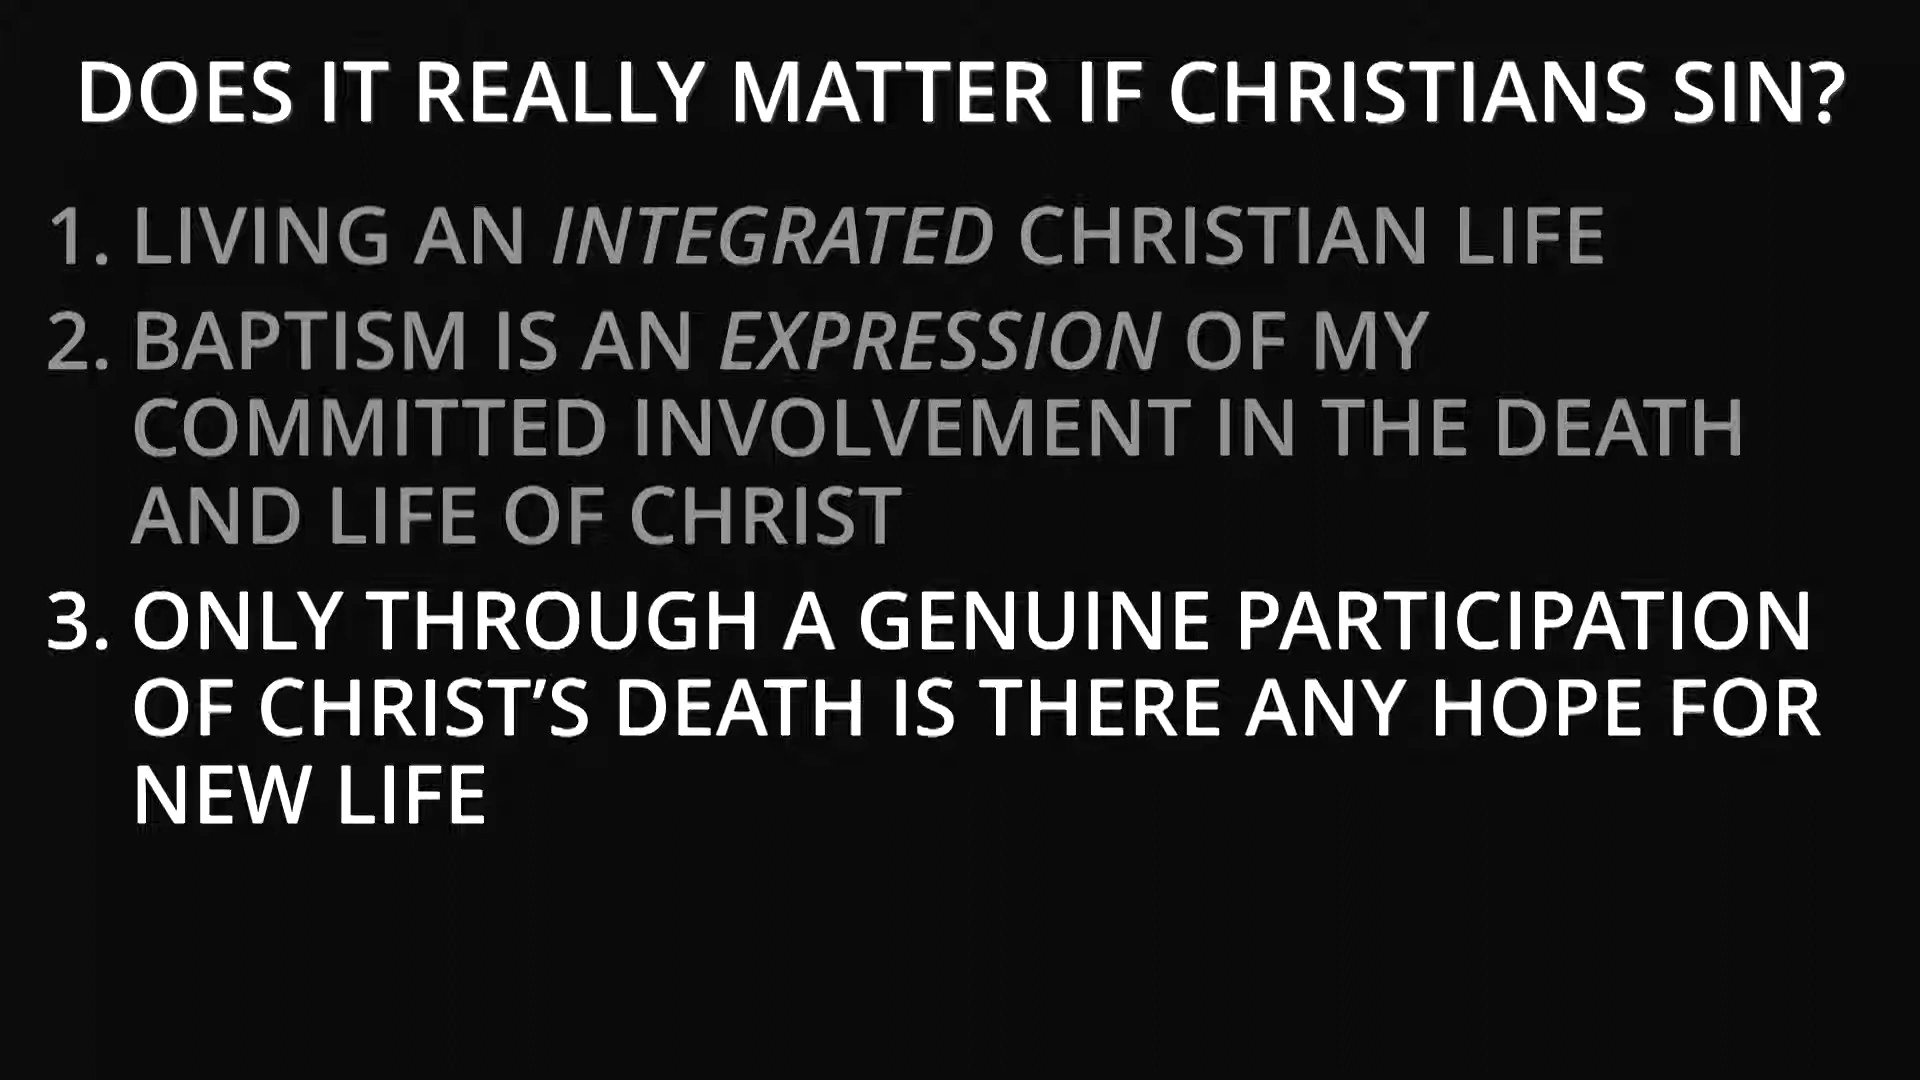 DOES IT REALLY MATTER IF CHRISTIANS SIN?
1. LIVING AN INTEGRATED CHRISTIAN LIFE
2. BAPTISM IS AN EXPRESSION OF MY
COMMITTED INVOLVEMENT IN THE DEATH
AND LIFE OF CHRIST
3. ONLY THROUGH A GENUINE PARTICIPATION
OF CHRIST’S DEATH IS THERE ANY HOPE FOR
NEW LIFE